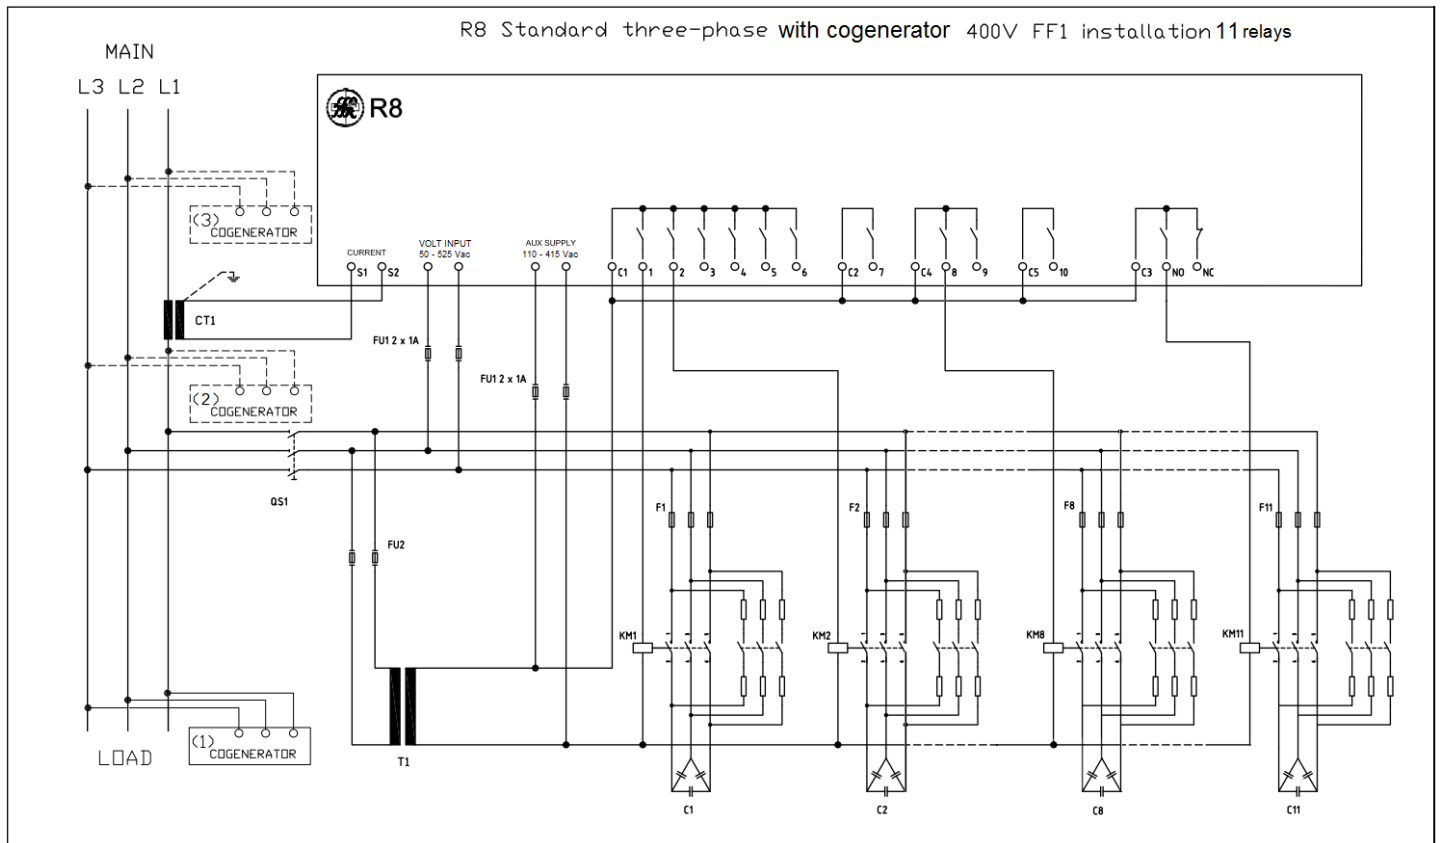 R8 Standard three-phase with cogenerator 400V FF1 installation 11 relays
MAIN
L3 L2 L1
R8
(3)
COGENERATOR
CURRENT
VOLT INPUT
50 - 525 Vac
AUX SUPPLY
110 - 415 Vac
S1 S2 C1 1 2 3 4 5 6 C2 7 C4 8 9 C5 10 C3 NO NC
CT1
FU1 2 x 1A
FU1 2 x 1A
(2)
COGENERATOR
QS1
F1 F2 F8 F11
FU2
KM1 KM2 KM8 KM11
(1)
COGENERATOR
LOAD
T1
C1 C2 C8 C11